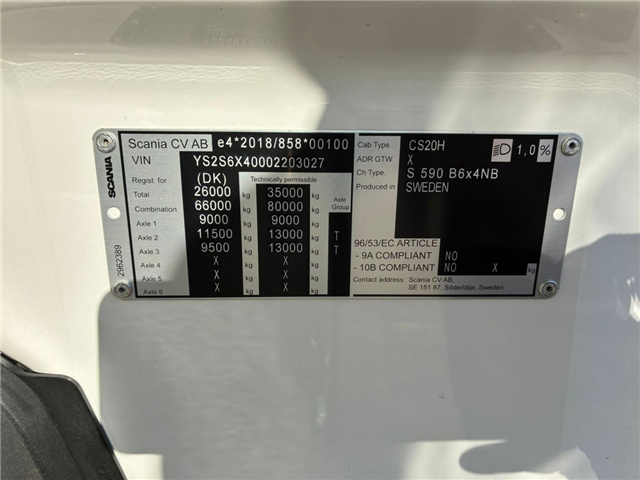 SCANIA
2962389
Scania CV AB e4*2018/858*00100
VIN YS2S6X40002203027
Regist. for (DK) Technically permissible
Total 26000 kg 35000 kg Axle
Combination 66000 kg 80000 kg Group
Axle 1 9000 kg 9000 kg
Axle 2 11500 kg 13000 kg T
Axle 3 9500 kg 13000 kg T
Axle 4 X kg X kg
Axle 5 X kg X kg
Axle 6 X kg X kg
Cab Type CS20H 1,0 %
ADR GTW X
Ch Type S 590 B6x4NB
Produced in SWEDEN
96/53/EC ARTICLE
- 9A COMPLIANT NO
- 10B COMPLIANT NO X kg
Contact address: Scania CV AB,
SE 151 87, Södertälje, Sweden